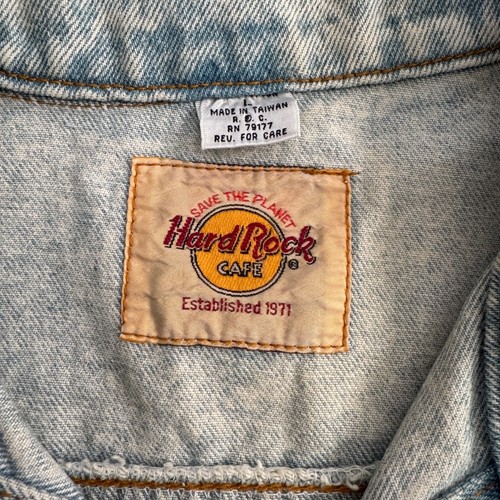 MADE IN TAIWAN
R. O. C.
RN 79177
REV. FOR CARE
SAVE THE PLANET
Hard Rock
CAFE ®
Established 1971